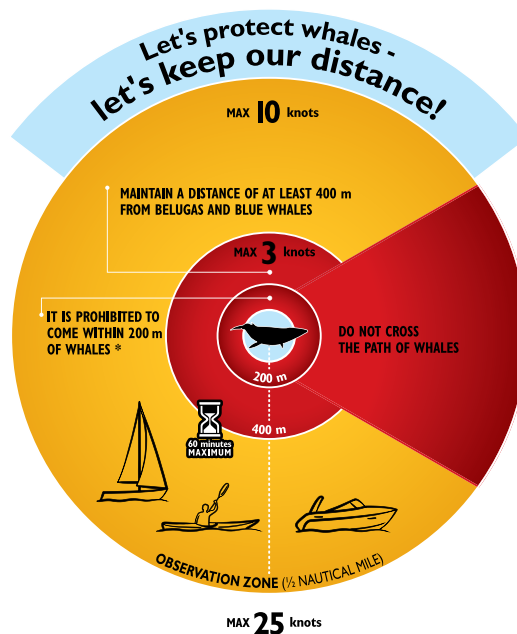 Let's protect whales -
let's keep our distance!
MAX 10 knots
MAINTAIN A DISTANCE OF AT LEAST 400 m
FROM BELUGAS AND BLUE WHALES
MAX 3 knots
IT IS PROHIBITED TO
COME WITHIN 200 m
OF WHALES *
DO NOT CROSS
THE PATH OF WHALES
200 m
400 m
60 minutes
MAXIMUM
OBSERVATION ZONE (½ NAUTICAL MILE)
MAX 25 knots